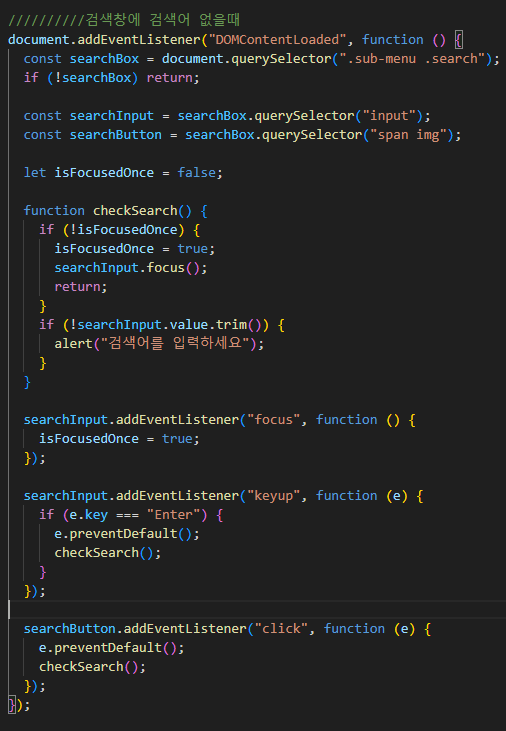 //////////검색창에 검색어 없을때
document.addEventListener("DOMContentLoaded", function () {
  const searchBox = document.querySelector(".sub-menu .search");
  if (!searchBox) return;

  const searchInput = searchBox.querySelector("input");
  const searchButton = searchBox.querySelector("span img");

  let isFocusedOnce = false;

  function checkSearch() {
    if (!isFocusedOnce) {
      isFocusedOnce = true;
      searchInput.focus();
      return;
    }
    if (!searchInput.value.trim()) {
      alert("검색어를 입력하세요");
    }
  }

  searchInput.addEventListener("focus", function () {
    isFocusedOnce = true;
  });

  searchInput.addEventListener("keyup", function (e) {
    if (e.key === "Enter") {
      e.preventDefault();
      checkSearch();
    }
  });

  searchButton.addEventListener("click", function (e) {
    e.preventDefault();
    checkSearch();
  });
});